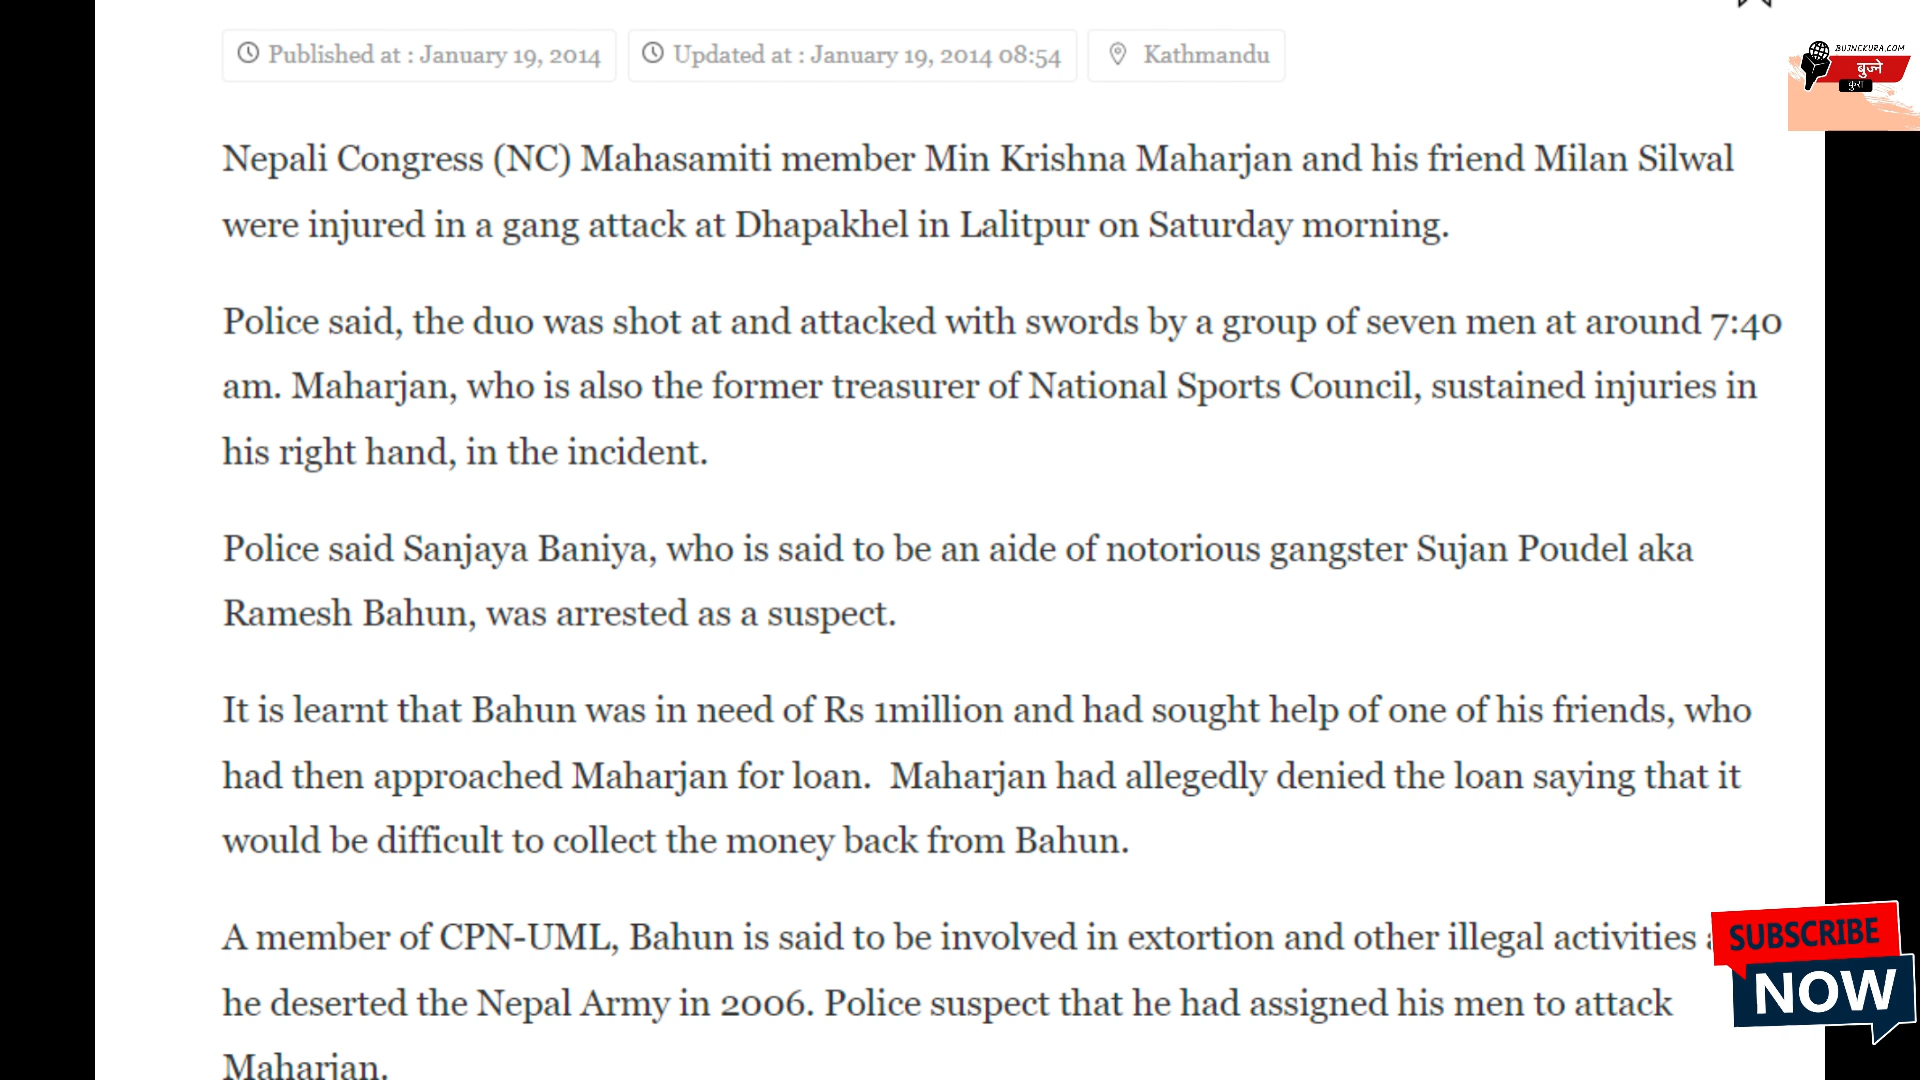 Published at : January 19, 2014 Updated at : January 19, 2014 08:54 Kathmandu
BUJNEKURA.COM
बुज्ने
कुरा
Nepali Congress (NC) Mahasamiti member Min Krishna Maharjan and his friend Milan Silwal
were injured in a gang attack at Dhapakhel in Lalitpur on Saturday morning.
Police said, the duo was shot at and attacked with swords by a group of seven men at around 7:40
am. Maharjan, who is also the former treasurer of National Sports Council, sustained injuries in
his right hand, in the incident.
Police said Sanjaya Baniya, who is said to be an aide of notorious gangster Sujan Poudel aka
Ramesh Bahun, was arrested as a suspect.
It is learnt that Bahun was in need of Rs 1million and had sought help of one of his friends, who
had then approached Maharjan for loan.  Maharjan had allegedly denied the loan saying that it
would be difficult to collect the money back from Bahun.
A member of CPN-UML, Bahun is said to be involved in extortion and other illegal activities
he deserted the Nepal Army in 2006. Police suspect that he had assigned his men to attack
Maharjan.
SUBSCRIBE
NOW